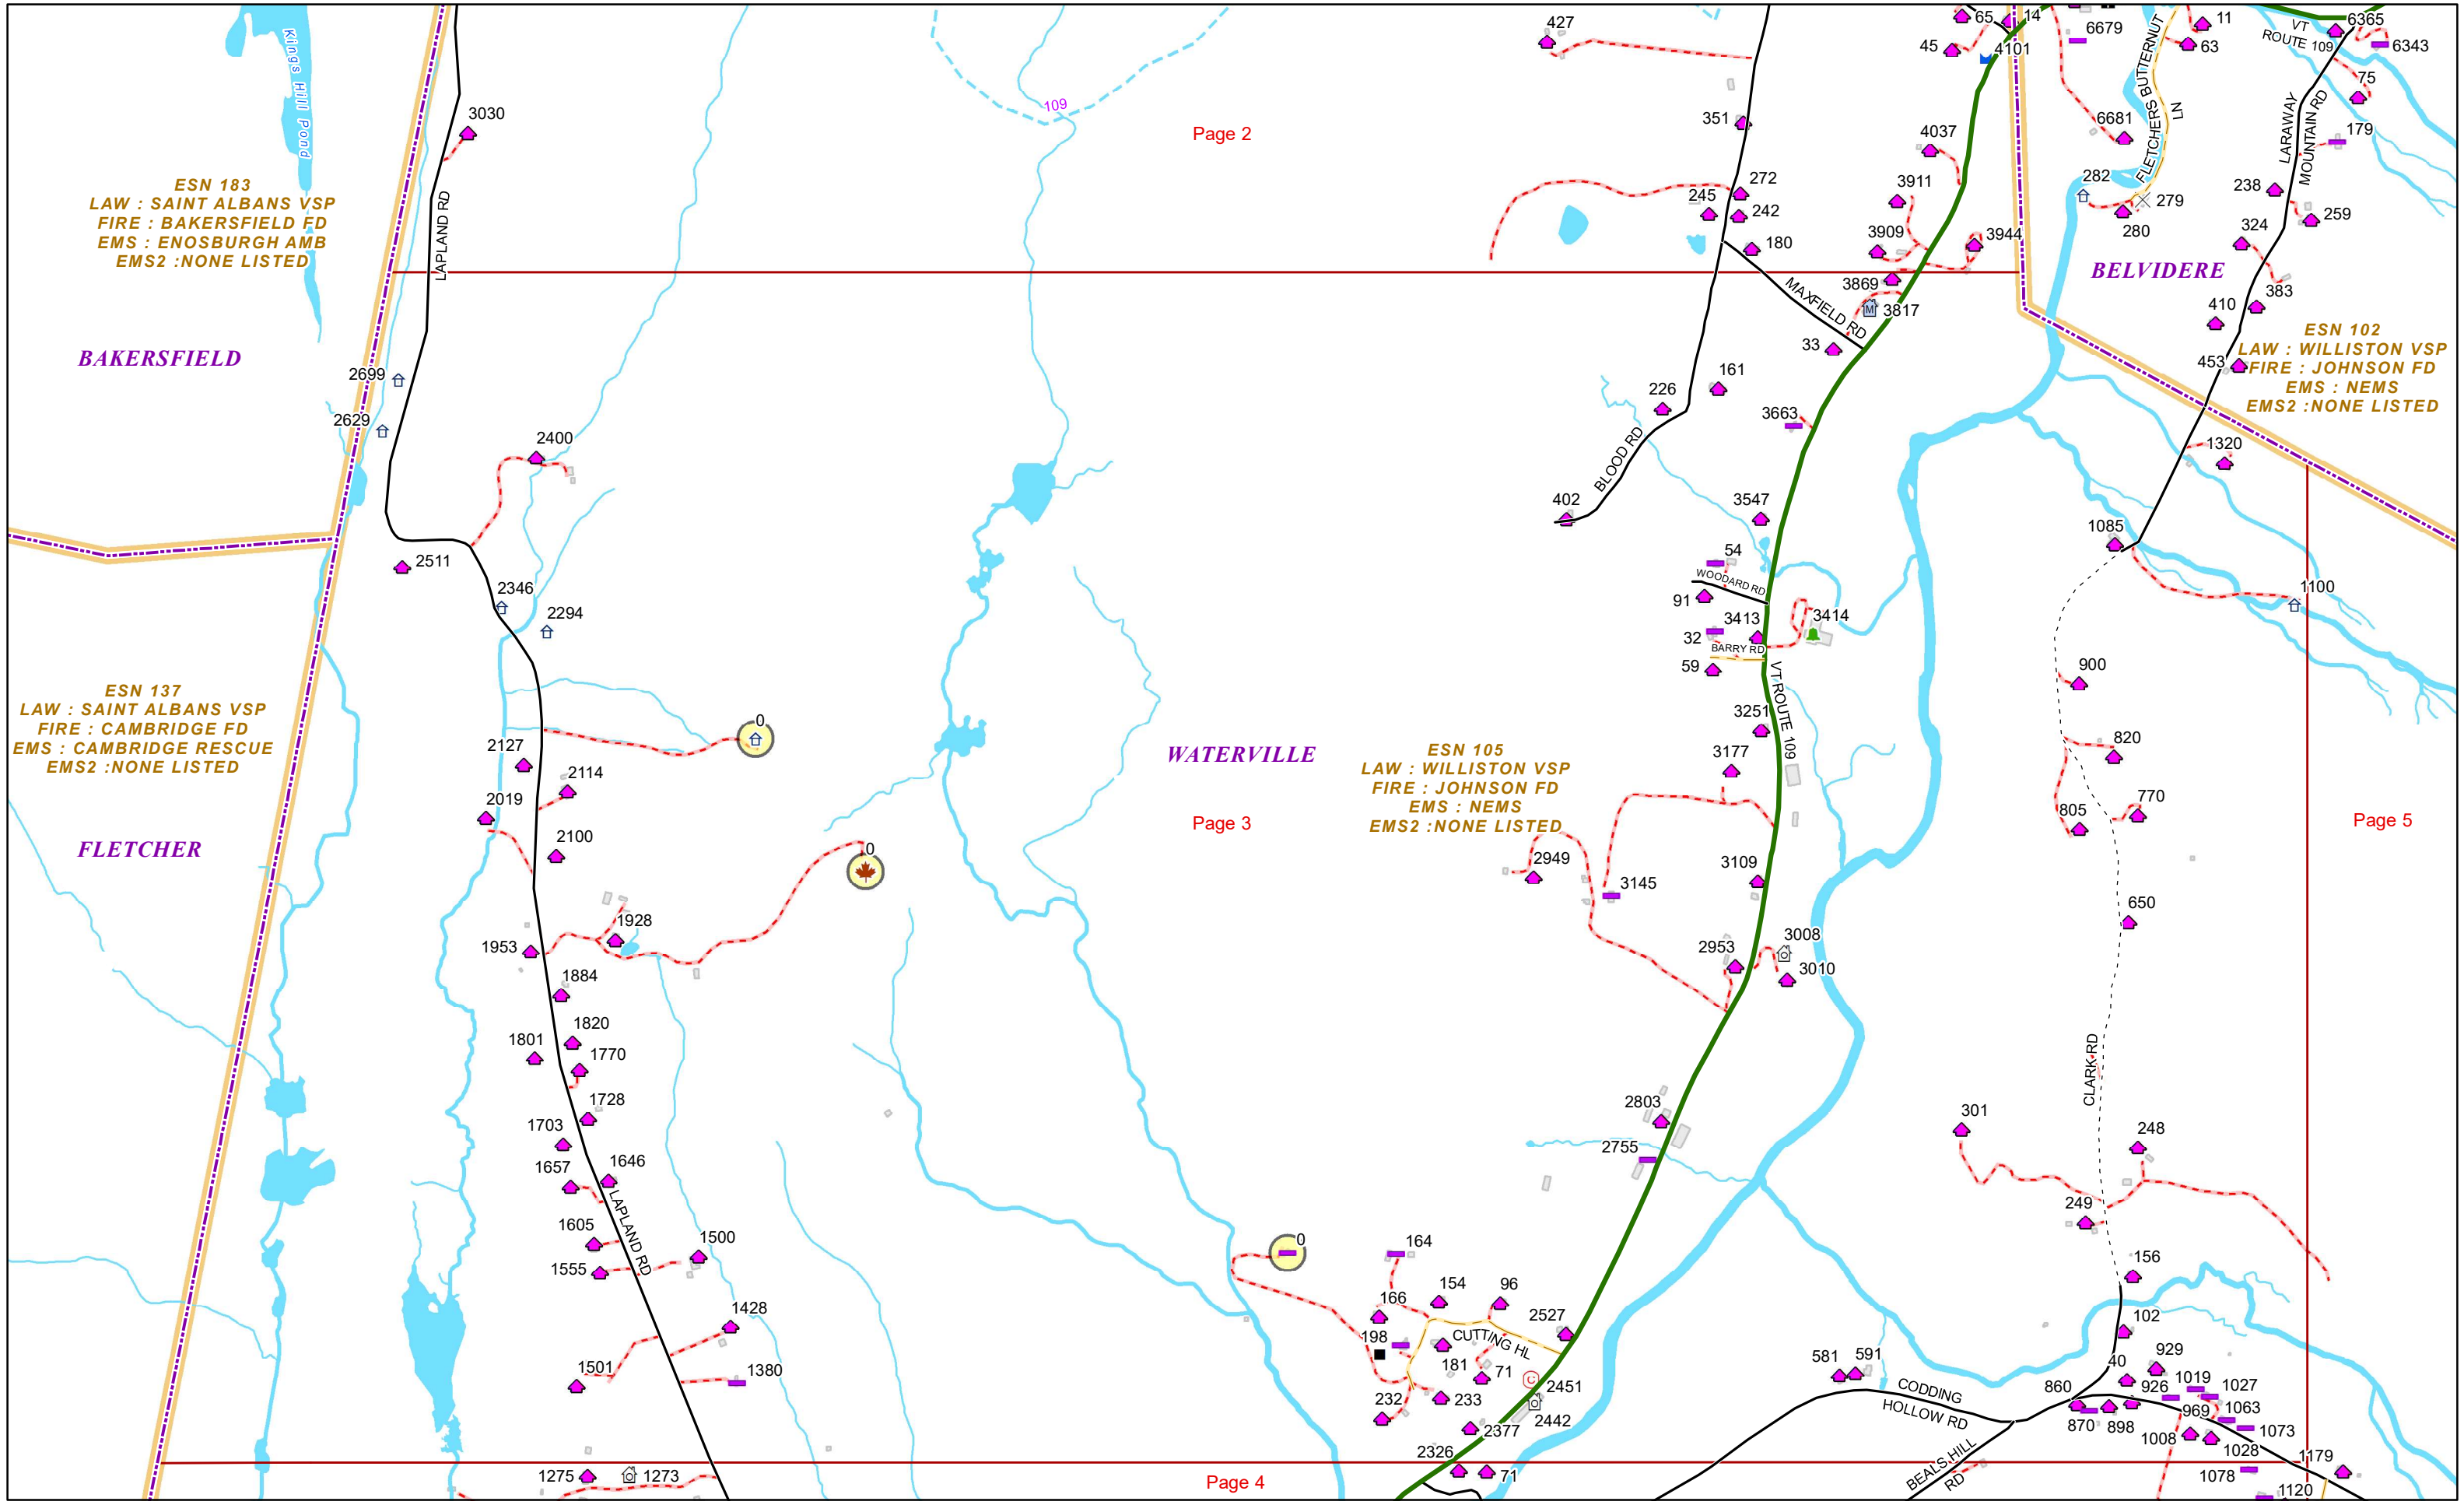 427
65
14
6679
11
VT
ROUTE 109
6365
6343
45
4101
63
Kings Hill Pond
109
Page 2
351
3030
75
FLETCHERS BUTTERNUT
LN
LARAWAY
MOUNTAIN RD
6681
179
4037
ESN 183
LAW : SAINT ALBANS VSP
FIRE : BAKERSFIELD FD
EMS : ENOSBURGH AMB
EMS2 :NONE LISTED
LAPLAND RD
245
272
242
180
3911
3909
3944
282
279
280
238
259
324
BELVIDERE
3869
3817
MAXFIELD RD
33
383
410
453
ESN 102
LAW : WILLISTON VSP
FIRE : JOHNSON FD
EMS : NEMS
EMS2 :NONE LISTED
BAKERSFIELD
2699
2629
161
226
3663
2400
BLOOD RD
402
1320
3547
1085
2511
54
WOODARD RD
91
2346
2294
1100
3413
3414
32
BARRY RD
59
VT ROUTE 109
900
ESN 137
LAW : SAINT ALBANS VSP
FIRE : CAMBRIDGE FD
EMS : CAMBRIDGE RESCUE
EMS2 :NONE LISTED
0
2127
2114
WATERVILLE
ESN 105
LAW : WILLISTON VSP
FIRE : JOHNSON FD
EMS : NEMS
EMS2 :NONE LISTED
3251
3177
820
2019
2100
Page 3
805
770
Page 5
FLETCHER
0
2949
3145
3109
650
1928
1953
2953
3008
3010
1884
1820
1801
1770
CLARK RD
1728
1703
2803
2755
301
248
1657
1646
249
LAPLAND RD
1605
1500
1555
0
164
156
154
96
166
2527
1428
198
CUTTING HL
102
1501
1380
181
71
581
591
40
929
232
233
2451
2442
CODDING
HOLLOW RD
860
926
1019
1027
2377
870
898
969
1063
1073
2326
71
1008
1028
BEALS HILL
RD
1179
1275
1273
Page 4
1078
1120